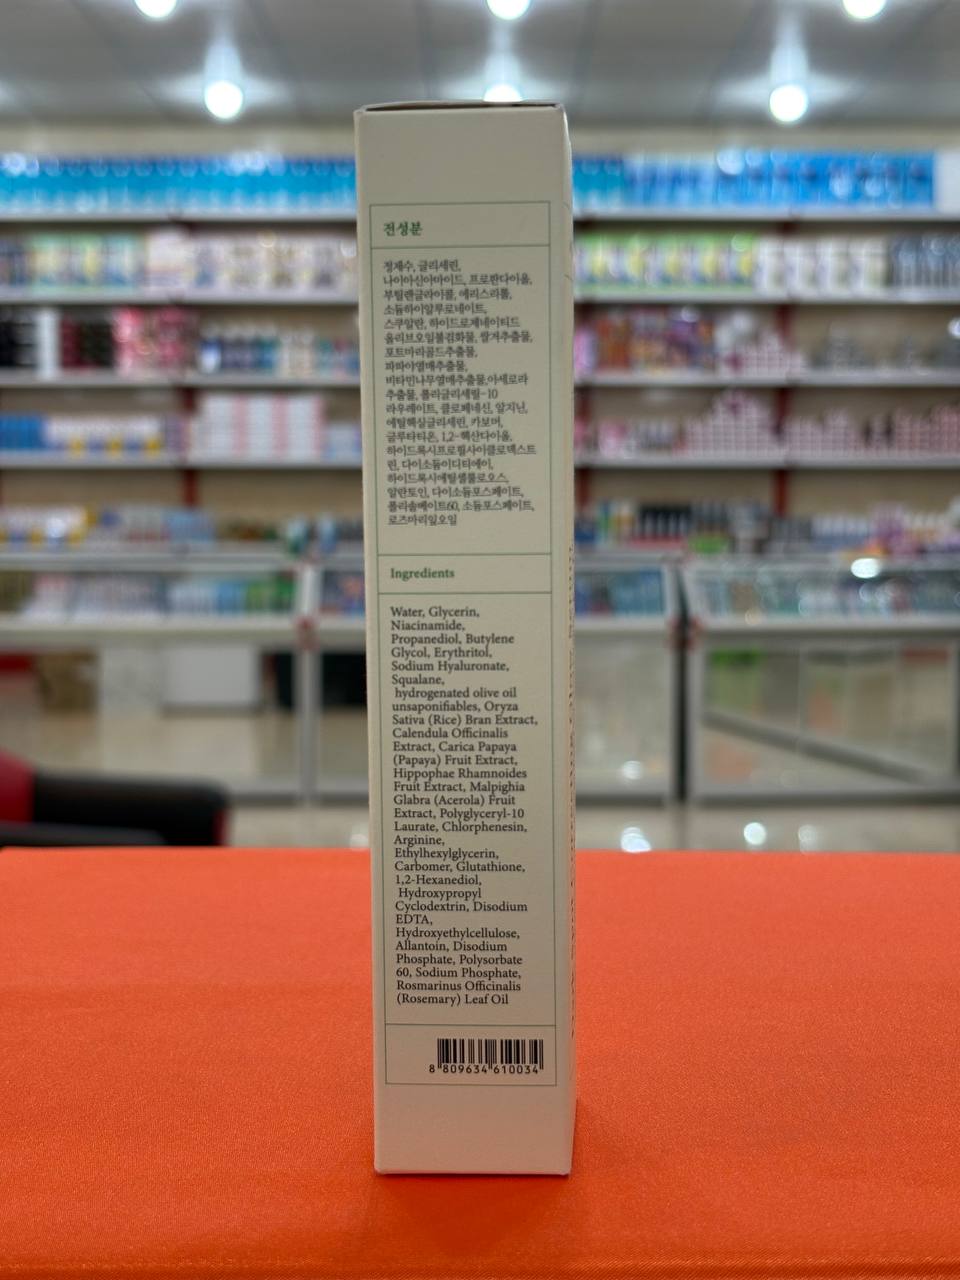 전성분
정제수, 글리세린,
나이아신아마이드, 프로판다이올,
부틸렌글라이콜, 에리스리톨,
소듐하이알루로네이트,
스쿠알란, 하이드로제네이티드
올리브오일불검화물, 쌀겨추출물,
포트마리골드추출물,
파파야열매추출물,
비타민나무열매추출물,아세로라
추출물, 폴리글리세릴-10
라우레이트, 클로페네신, 알지닌,
에틸헥실글리세린, 카보머,
글루타티온, 1,2-헥산다이올,
하이드록시프로필사이클로덱스트
린, 다이소듐이디티에이,
하이드록시에틸셀룰로오스,
알란토인, 다이소듐포스페이트,
폴리솔베이트60, 소듐포스페이트,
로즈마리잎오일
Ingredients
Water, Glycerin,
Niacinamide,
Propanediol, Butylene
Glycol, Erythritol,
Sodium Hyaluronate,
Squalane,
hydrogenated olive oil
unsaponifiables, Oryza
Sativa (Rice) Bran Extract,
Calendula Officinalis
Extract, Carica Papaya
(Papaya) Fruit Extract,
Hippophae Rhamnoides
Fruit Extract, Malpighia
Glabra (Acerola) Fruit
Extract, Polyglyceryl-10
Laurate, Chlorphenesin,
Arginine,
Ethylhexylglycerin,
Carbomer, Glutathione,
1,2-Hexanediol,
Hydroxypropyl
Cyclodextrin, Disodium
EDTA,
Hydroxyethylcellulose,
Allantoin, Disodium
Phosphate, Polysorbate
60, Sodium Phosphate,
Rosmarinus Officinalis
(Rosemary) Leaf Oil
8 809634 610034